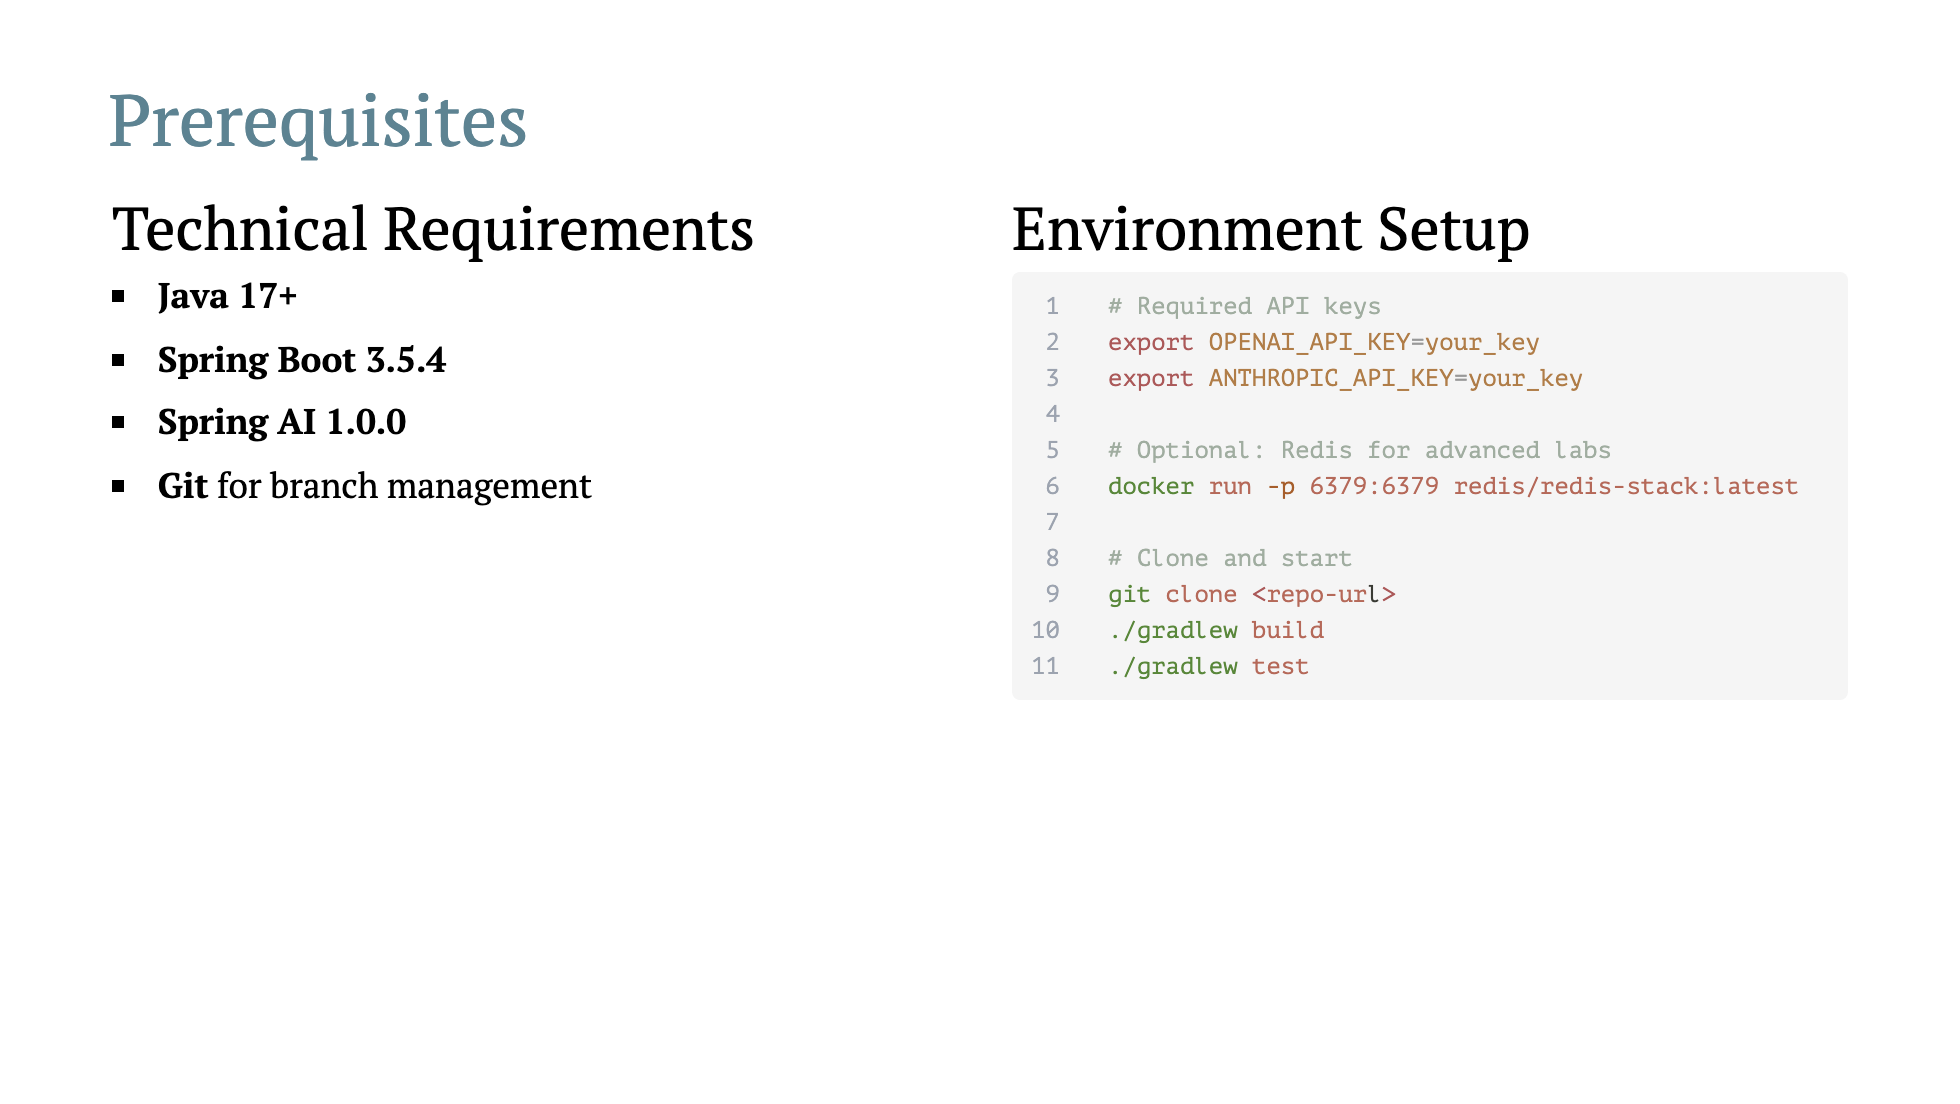 Prerequisites
Technical Requirements
▪ Java 17+
▪ Spring Boot 3.5.4
▪ Spring AI 1.0.0
▪ Git for branch management
Environment Setup
1 # Required API keys
2 export OPENAI_API_KEY=your_key
3 export ANTHROPIC_API_KEY=your_key
4
5 # Optional: Redis for advanced labs
6 docker run -p 6379:6379 redis/redis-stack:latest
7
8 # Clone and start
9 git clone <repo-url>
10 ./gradlew build
11 ./gradlew test